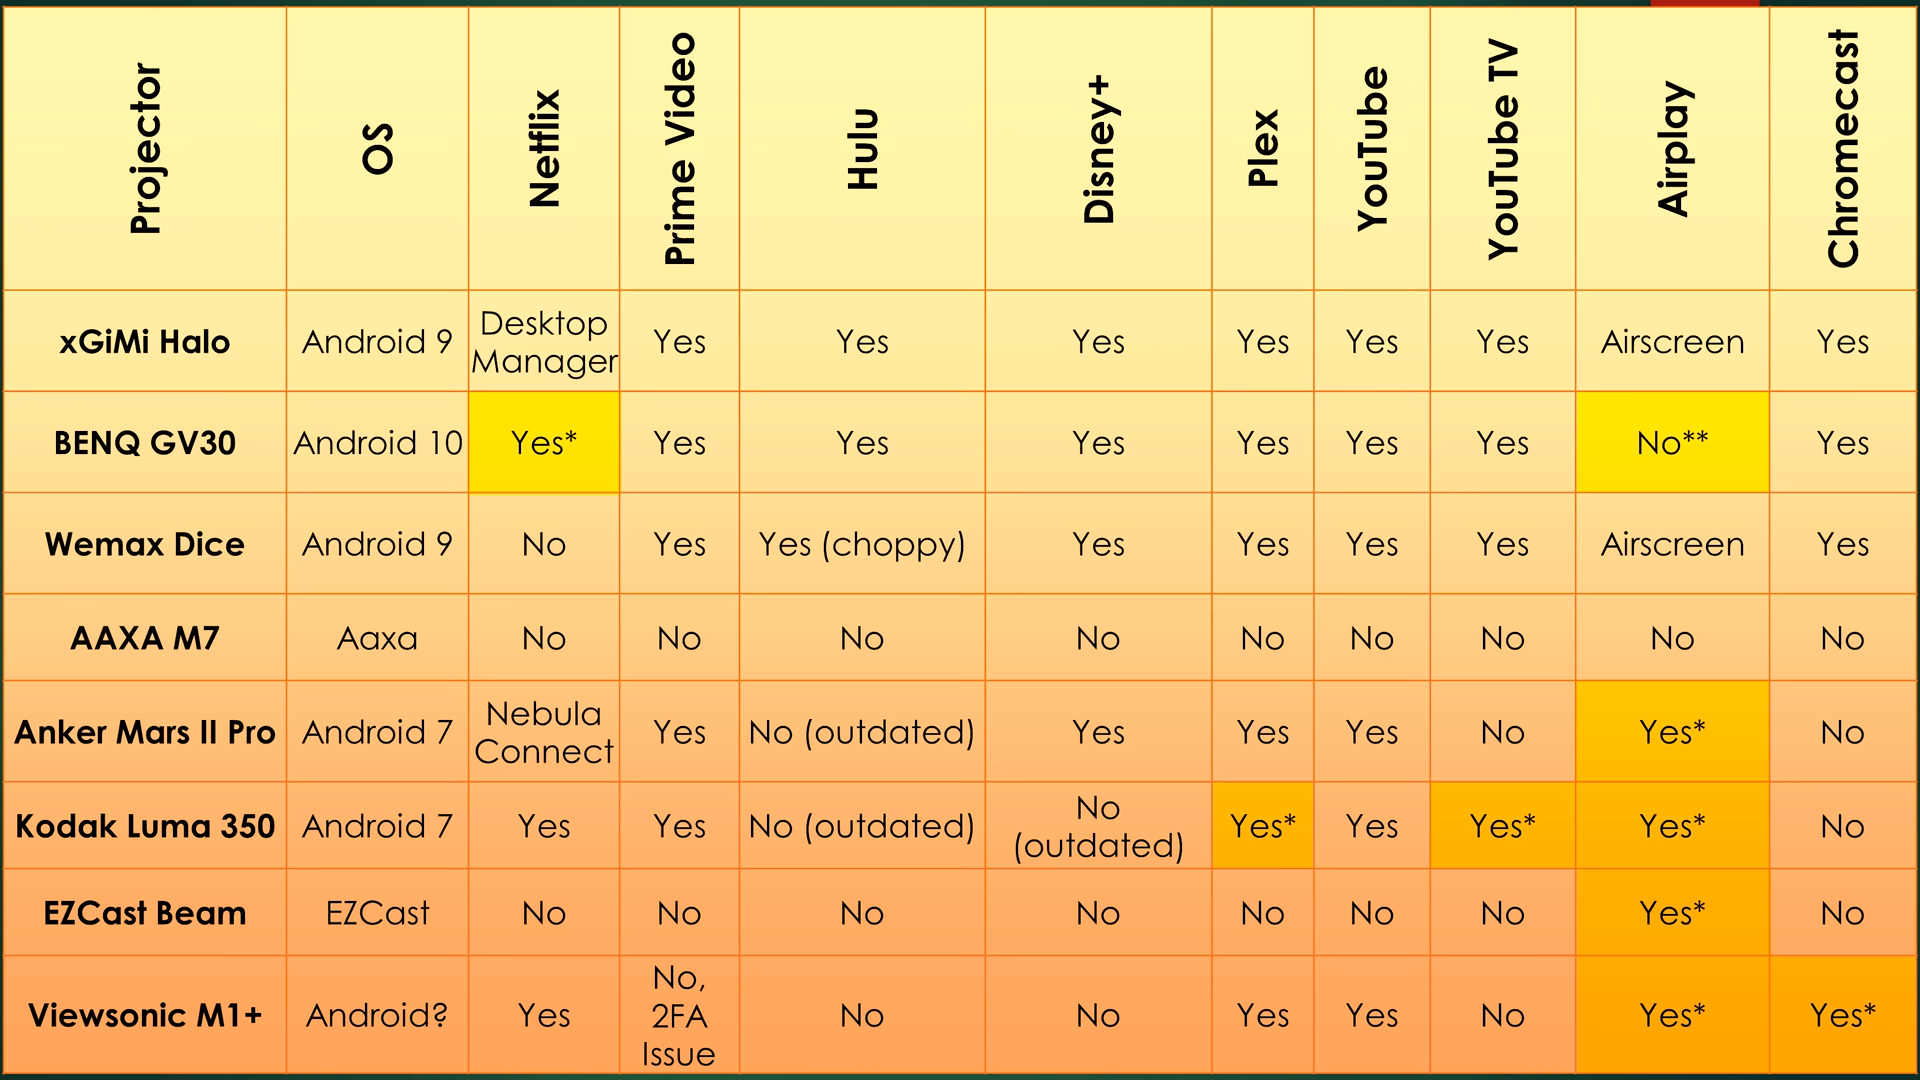 Projector OS Netflix Prime Video Hulu Disney+ Plex YouTube YouTube TV Airplay Chromecast
xGiMi Halo Android 9 Desktop Manager Yes Yes Yes Yes Yes Yes Airscreen Yes
BENQ GV30 Android 10 Yes* Yes Yes Yes Yes Yes Yes No** Yes
Wemax Dice Android 9 No Yes Yes (choppy) Yes Yes Yes Yes Airscreen Yes
AAXA M7 Aaxa No No No No No No No No No
Anker Mars II Pro Android 7 Nebula Connect Yes No (outdated) Yes Yes Yes No Yes* No
Kodak Luma 350 Android 7 Yes Yes No (outdated) No (outdated) Yes* Yes Yes* Yes* No
EZCast Beam EZCast No No No No No No No Yes* No
Viewsonic M1+ Android? Yes No, 2FA Issue No No Yes Yes No Yes* Yes*